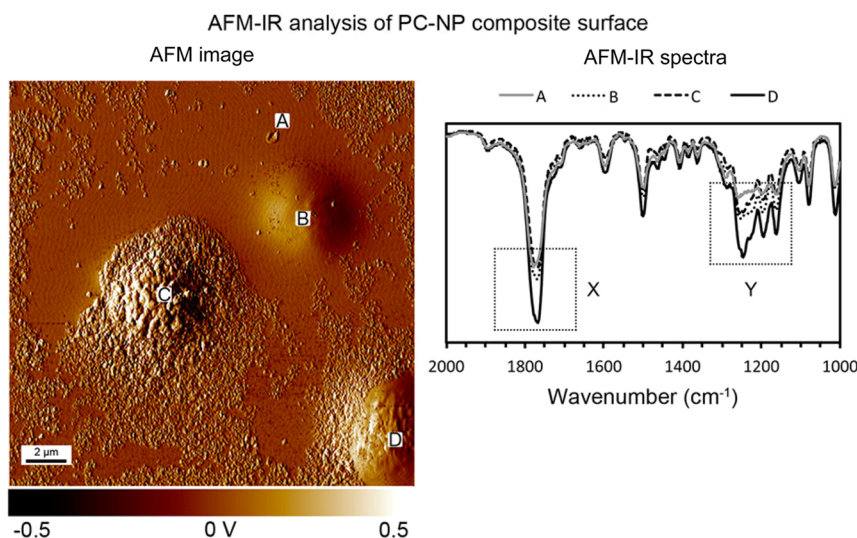 AFM-IR analysis of PC-NP composite surface
AFM image
AFM-IR spectra
A
B
C
D
2 µm
-0.5 0 V 0.5
A B C D
X
Y
2000 1800 1600 1400 1200 1000
Wavenumber (cm⁻¹)